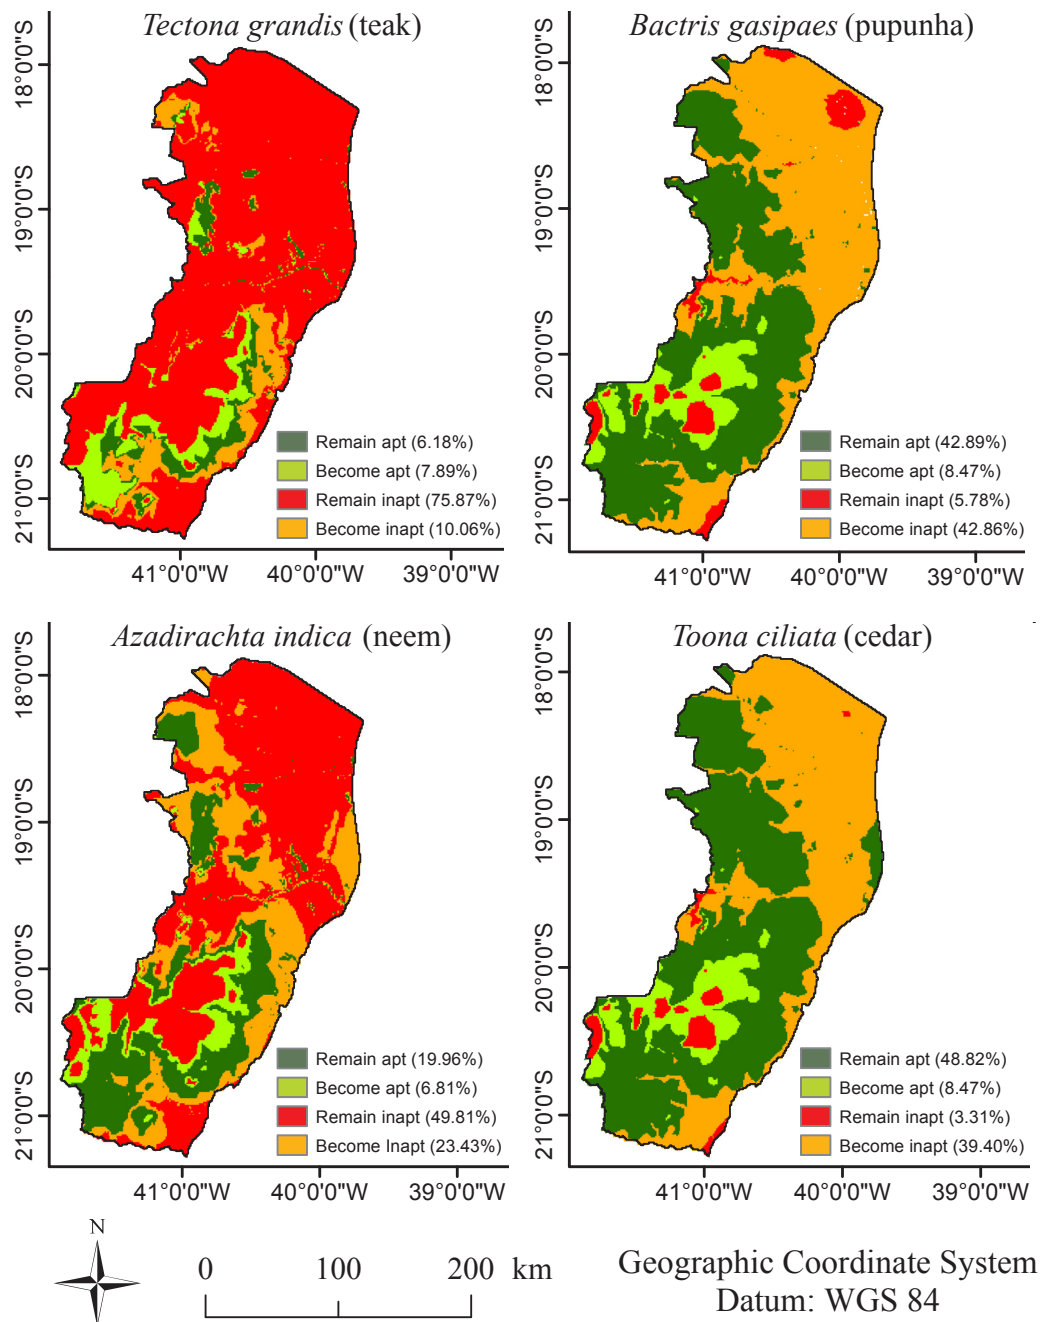 Tectona grandis (teak)
18°0'0"S
19°0'0"S
20°0'0"S
21°0'0"S
Remain apt (6.18%)
Become apt (7.89%)
Remain inapt (75.87%)
Become inapt (10.06%)
41°0'0"W 40°0'0"W 39°0'0"W
Bactris gasipaes (pupunha)
18°0'0"S
19°0'0"S
20°0'0"S
21°0'0"S
Remain apt (42.89%)
Become apt (8.47%)
Remain inapt (5.78%)
Become inapt (42.86%)
41°0'0"W 40°0'0"W 39°0'0"W
Azadirachta indica (neem)
18°0'0"S
19°0'0"S
20°0'0"S
21°0'0"S
Remain apt (19.96%)
Become apt (6.81%)
Remain inapt (49.81%)
Become Inapt (23.43%)
41°0'0"W 40°0'0"W 39°0'0"W
Toona ciliata (cedar)
18°0'0"S
19°0'0"S
20°0'0"S
21°0'0"S
Remain apt (48.82%)
Become apt (8.47%)
Remain inapt (3.31%)
Become inapt (39.40%)
41°0'0"W 40°0'0"W 39°0'0"W
N
0 100 200 km
Geographic Coordinate System
Datum: WGS 84